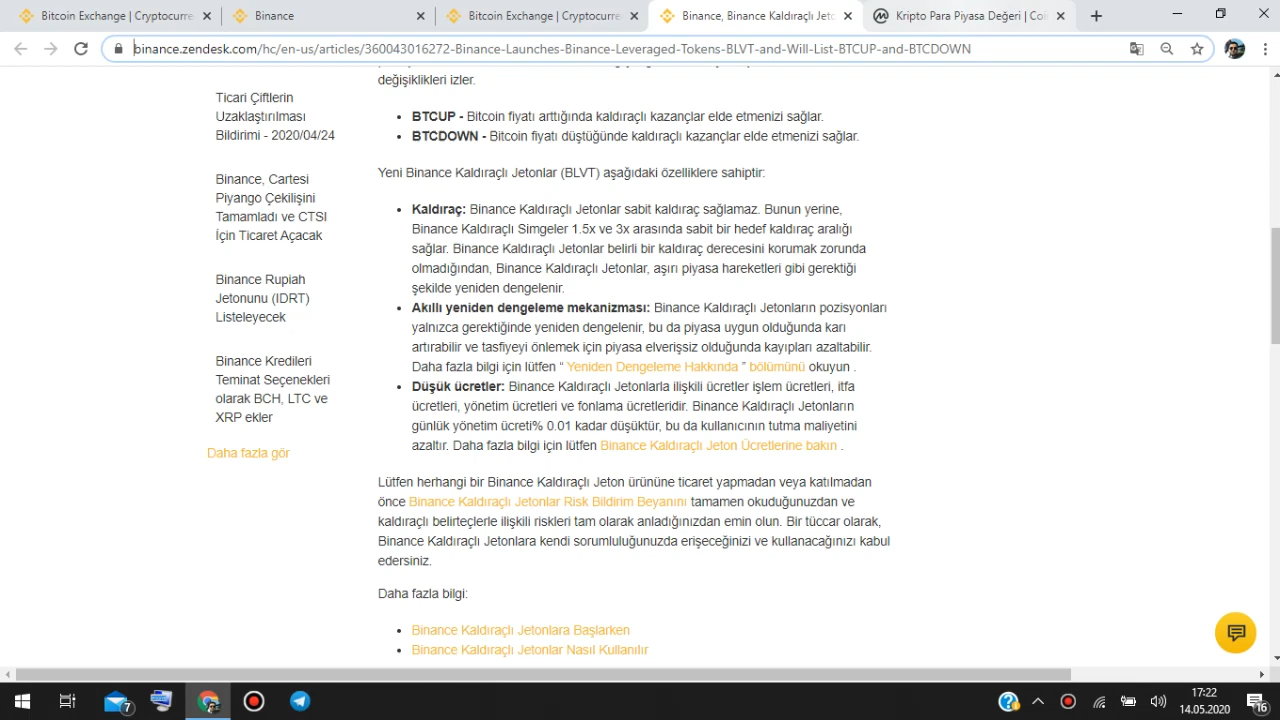 Bitcoin Exchange | Cryptocurre
Binance
Bitcoin Exchange | Cryptocurre
Binance, Binance Kaldıraçlı Jeto
Kripto Para Piyasa Değeri | Coi
binance.zendesk.com/hc/en-us/articles/360043016272-Binance-Launches-Binance-Leveraged-Tokens-BLVT-and-Will-List-BTCUP-and-BTCDOWN
değişiklikleri izler.
Ticari Çiftlerin
Uzaklaştırılması
Bildirimi - 2020/04/24
Binance, Cartesi
Piyango Çekilişini
Tamamladı ve CTSI
İçin Ticaret Açacak
Binance Rupiah
Jetonunu (IDRT)
Listeleyecek
Binance Kredileri
Teminat Seçenekleri
olarak BCH, LTC ve
XRP ekler
Daha fazla gör
• BTCUP - Bitcoin fiyatı arttığında kaldıraçlı kazançlar elde etmenizi sağlar.
• BTCDOWN - Bitcoin fiyatı düştüğünde kaldıraçlı kazançlar elde etmenizi sağlar.
Yeni Binance Kaldıraçlı Jetonlar (BLVT) aşağıdaki özelliklere sahiptir:
• Kaldıraç: Binance Kaldıraçlı Jetonlar sabit kaldıraç sağlamaz. Bunun yerine,
Binance Kaldıraçlı Simgeler 1.5x ve 3x arasında sabit bir hedef kaldıraç aralığı
sağlar. Binance Kaldıraçlı Jetonlar belirli bir kaldıraç derecesini korumak zorunda
olmadığından, Binance Kaldıraçlı Jetonlar, aşırı piyasa hareketleri gibi gerektiği
şekilde yeniden dengelenir.
• Akıllı yeniden dengeleme mekanizması: Binance Kaldıraçlı Jetonların pozisyonları
yalnızca gerektiğinde yeniden dengelenir, bu da piyasa uygun olduğunda karı
artırabilir ve tasfiyeyi önlemek için piyasa elverişsiz olduğunda kayıpları azaltabilir.
Daha fazla bilgi için lütfen “ Yeniden Dengeleme Hakkında ” bölümünü okuyun .
• Düşük ücretler: Binance Kaldıraçlı Jetonlarla ilişkili ücretler işlem ücretleri, itfa
ücretleri, yönetim ücretleri ve fonlama ücretleridir. Binance Kaldıraçlı Jetonların
günlük yönetim ücreti% 0.01 kadar düşüktür, bu da kullanıcının tutma maliyetini
azaltır. Daha fazla bilgi için lütfen Binance Kaldıraçlı Jeton Ücretlerine bakın .
Lütfen herhangi bir Binance Kaldıraçlı Jeton ürününe ticaret yapmadan veya katılmadan
önce Binance Kaldıraçlı Jetonlar Risk Bildirim Beyanını tamamen okuduğunuzdan ve
kaldıraçlı belirteçlerle ilişkili riskleri tam olarak anladığınızdan emin olun. Bir tüccar olarak,
Binance Kaldıraçlı Jetonlara kendi sorumluluğunuzda erişeceğinizi ve kullanacağınızı kabul
edersiniz.
Daha fazla bilgi:
• Binance Kaldıraçlı Jetonlara Başlarken
• Binance Kaldıraçlı Jetonlar Nasıl Kullanılır
7
17:22
14.05.2020
16